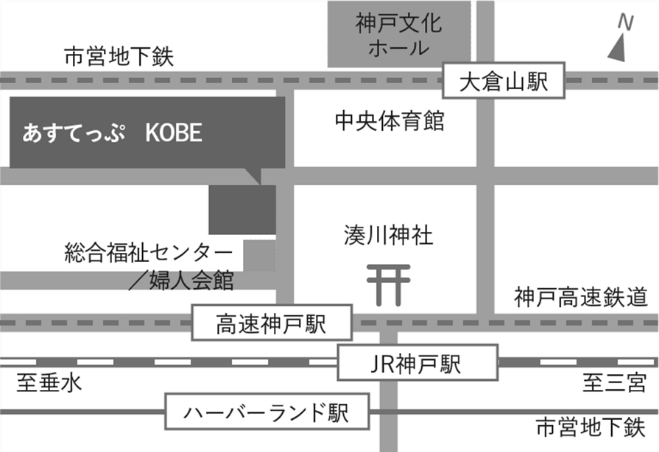 神戸文化
ホール
N
市営地下鉄
大倉山駅
あすてっぷ KOBE
中央体育館
湊川神社
総合福祉センター
／婦人会館
神戸高速鉄道
高速神戸駅
JR神戸駅
至垂水
至三宮
ハーバーランド駅
市営地下鉄